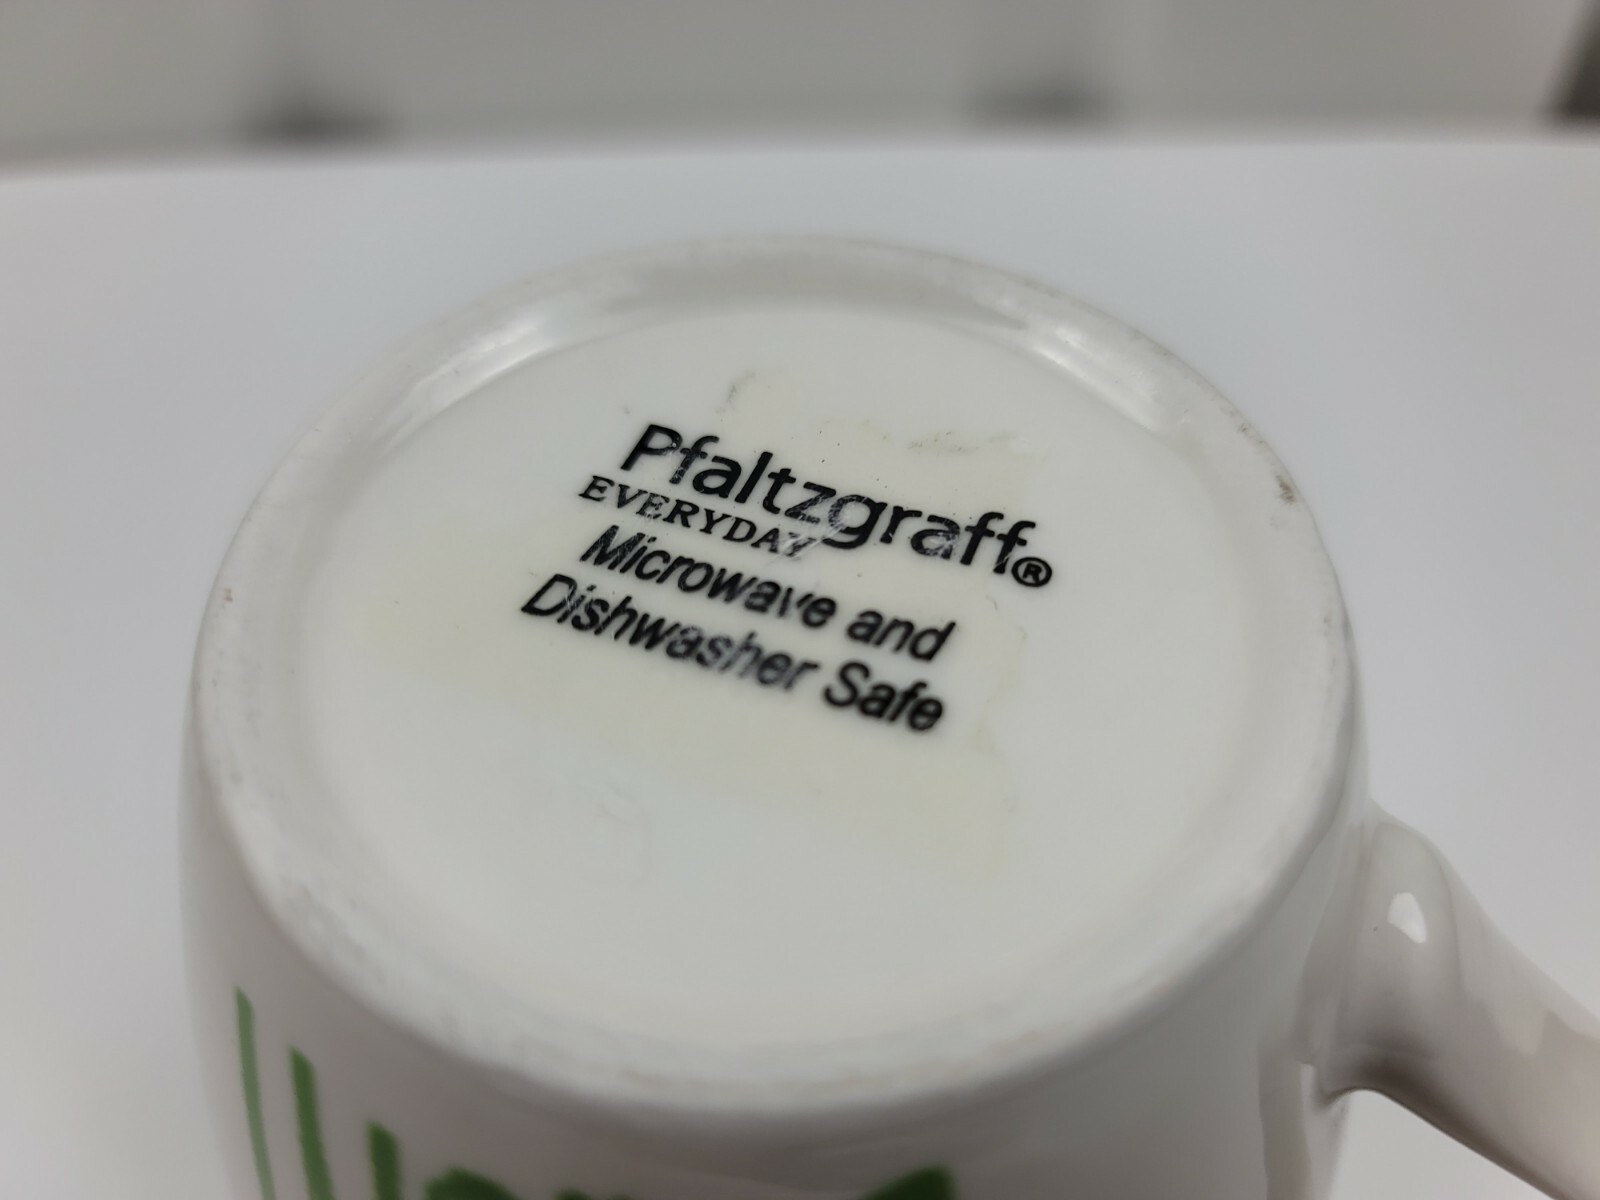 Pfaltzgraff®
EVERYDAY
Microwave and
Dishwasher Safe